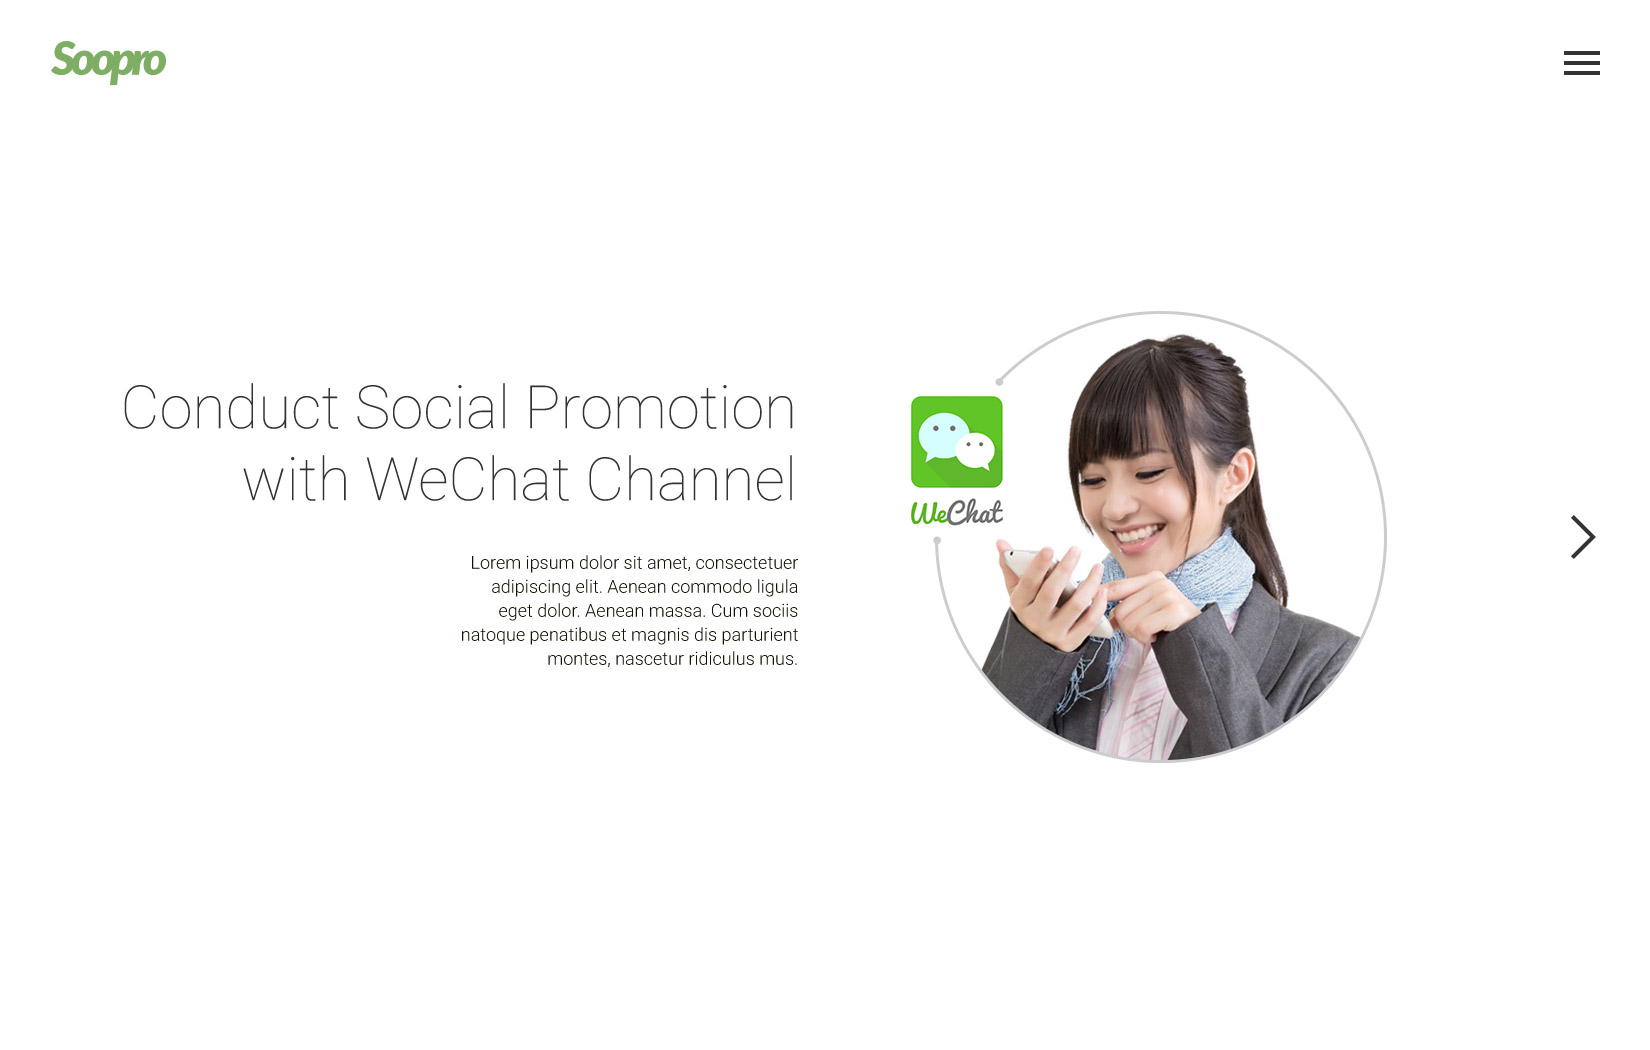 Soopro
Conduct Social Promotion
with WeChat Channel
WeChat
Lorem ipsum dolor sit amet, consectetuer
adipiscing elit. Aenean commodo ligula
eget dolor. Aenean massa. Cum sociis
natoque penatibus et magnis dis parturient
montes, nascetur ridiculus mus.